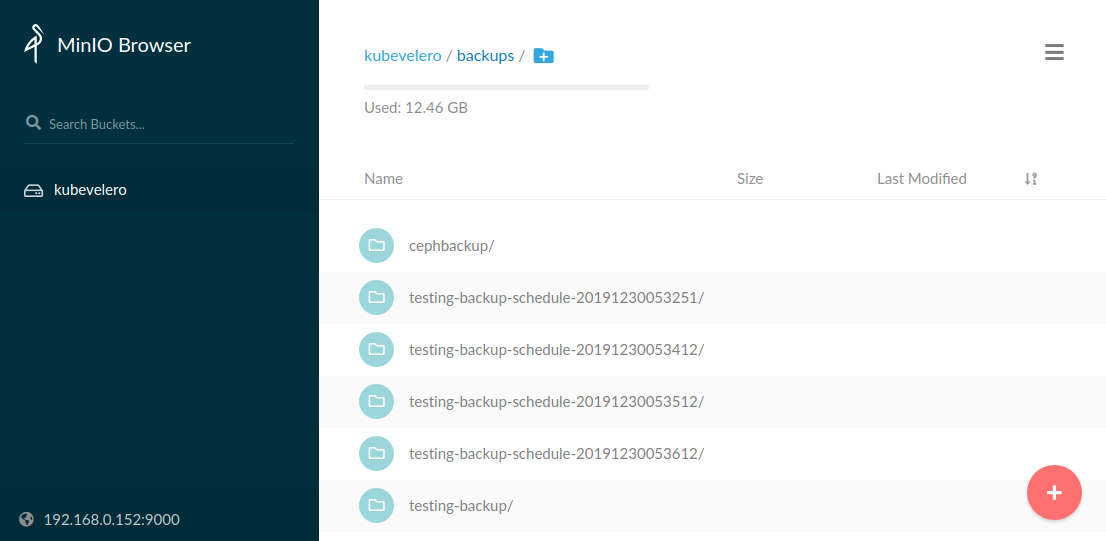 MinIO Browser
Search Buckets...
kubevelero
192.168.0.152:9000
kubevelero / backups /
Used: 12.46 GB
Name Size Last Modified
cephbackup/
testing-backup-schedule-20191230053251/
testing-backup-schedule-20191230053412/
testing-backup-schedule-20191230053512/
testing-backup-schedule-20191230053612/
testing-backup/